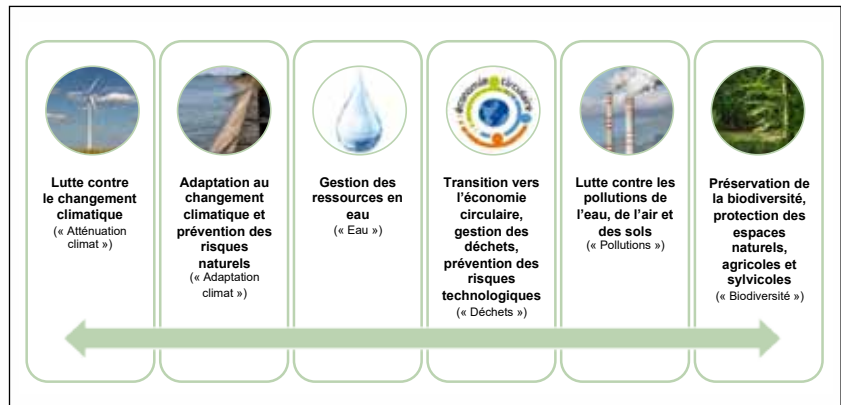 Lutte contre
le changement
climatique
(« Atténuation
climat »)
Adaptation au
changement
climatique et
prévention des
risques
naturels
(« Adaptation
climat »)
Gestion des
ressources en
eau
(« Eau »)
économie circulaire
Transition vers
l'économie
circulaire,
gestion des
déchets,
prévention des
risques
technologiques
(« Déchets »)
Lutte contre les
pollutions de
l'eau, de l'air et
des sols
(« Pollutions »)
Préservation de
la biodiversité,
protection des
espaces
naturels,
agricoles et
sylvicoles
(« Biodiversité »)